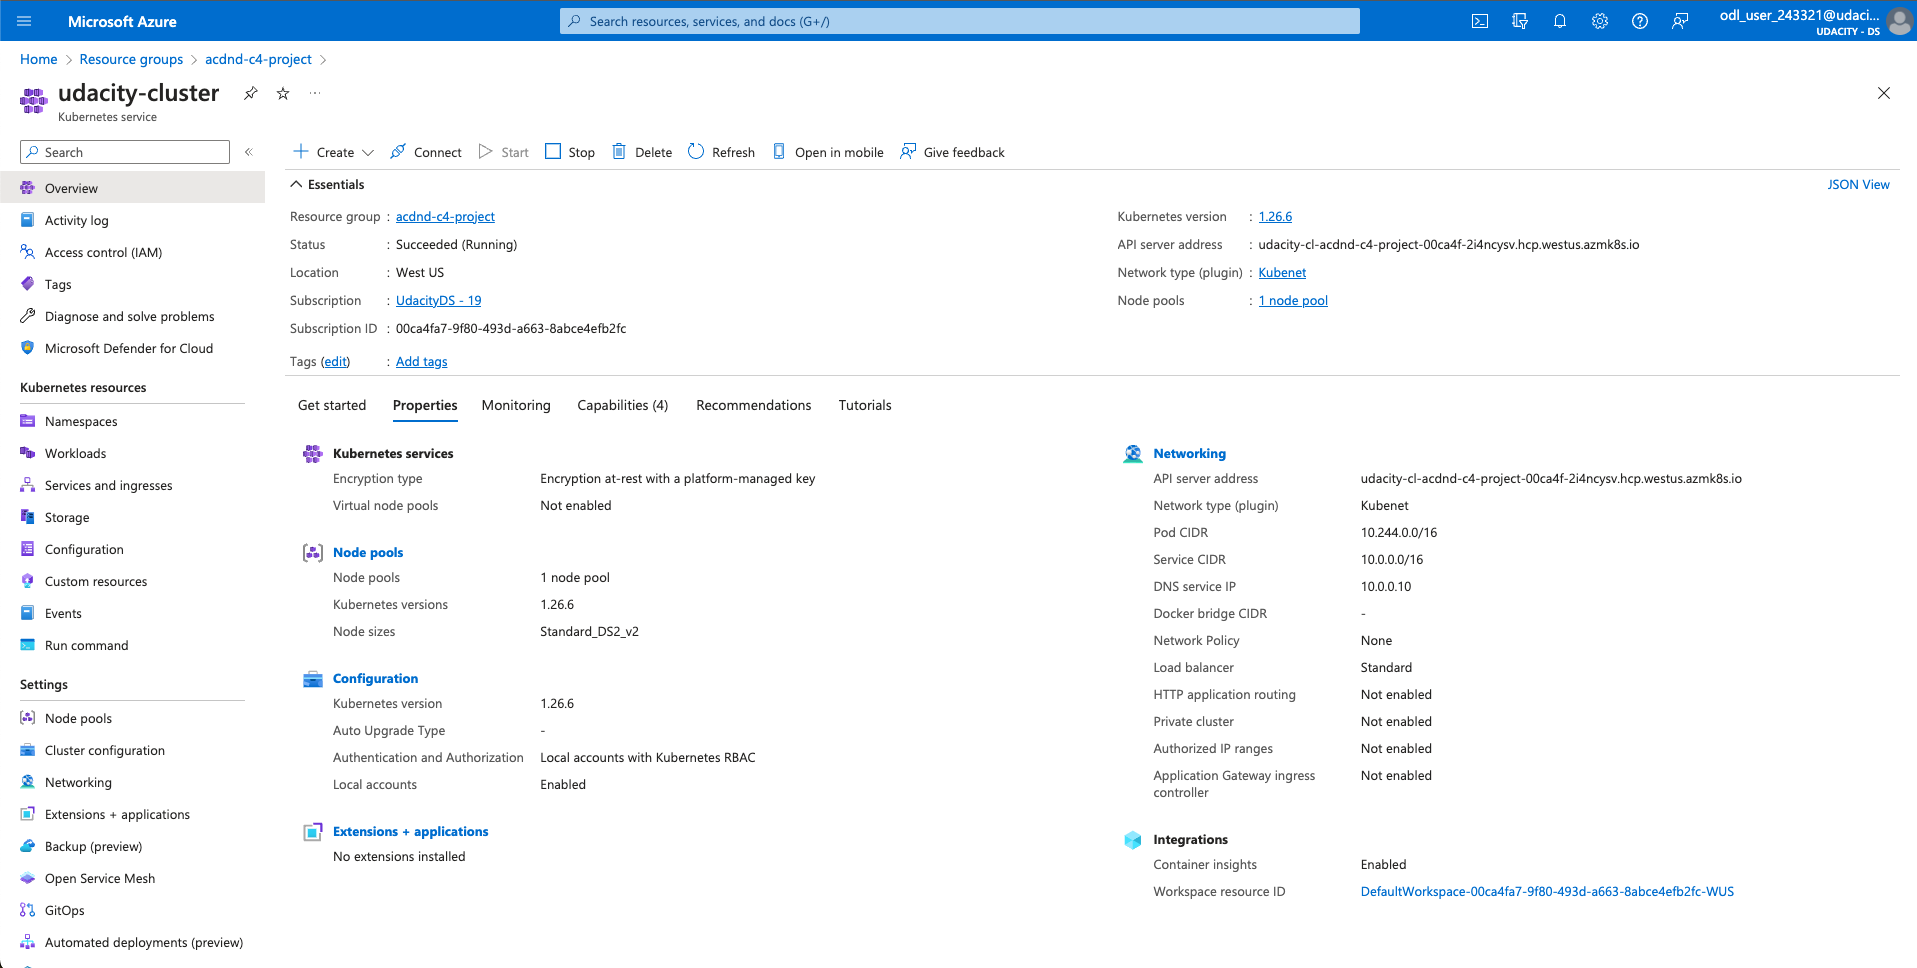 Microsoft Azure
Search resources, services, and docs (G+/)
odl_user_243321@udaci...
UDACITY - DS
Home > Resource groups > acdnd-c4-project >
udacity-cluster
Kubernetes service
Search
Overview
Activity log
Access control (IAM)
Tags
Diagnose and solve problems
Microsoft Defender for Cloud
Kubernetes resources
Namespaces
Workloads
Services and ingresses
Storage
Configuration
Custom resources
Events
Run command
Settings
Node pools
Cluster configuration
Networking
Extensions + applications
Backup (preview)
Open Service Mesh
GitOps
Automated deployments (preview)
Create Connect Start Stop Delete Refresh Open in mobile Give feedback
Essentials
JSON View
Resource group : acdnd-c4-project
Status : Succeeded (Running)
Location : West US
Subscription : UdacityDS - 19
Subscription ID : 00ca4fa7-9f80-493d-a663-8abce4efb2fc
Tags (edit) : Add tags
Kubernetes version : 1.26.6
API server address : udacity-cl-acdnd-c4-project-00ca4f-2i4ncysv.hcp.westus.azmk8s.io
Network type (plugin) : Kubenet
Node pools : 1 node pool
Get started Properties Monitoring Capabilities (4) Recommendations Tutorials
Kubernetes services
Encryption type Encryption at-rest with a platform-managed key
Virtual node pools Not enabled
Node pools
Node pools 1 node pool
Kubernetes versions 1.26.6
Node sizes Standard_DS2_v2
Configuration
Kubernetes version 1.26.6
Auto Upgrade Type -
Authentication and Authorization Local accounts with Kubernetes RBAC
Local accounts Enabled
Extensions + applications
No extensions installed
Networking
API server address udacity-cl-acdnd-c4-project-00ca4f-2i4ncysv.hcp.westus.azmk8s.io
Network type (plugin) Kubenet
Pod CIDR 10.244.0.0/16
Service CIDR 10.0.0.0/16
DNS service IP 10.0.0.10
Docker bridge CIDR -
Network Policy None
Load balancer Standard
HTTP application routing Not enabled
Private cluster Not enabled
Authorized IP ranges Not enabled
Application Gateway ingress Not enabled
controller
Integrations
Container insights Enabled
Workspace resource ID DefaultWorkspace-00ca4fa7-9f80-493d-a663-8abce4efb2fc-WUS